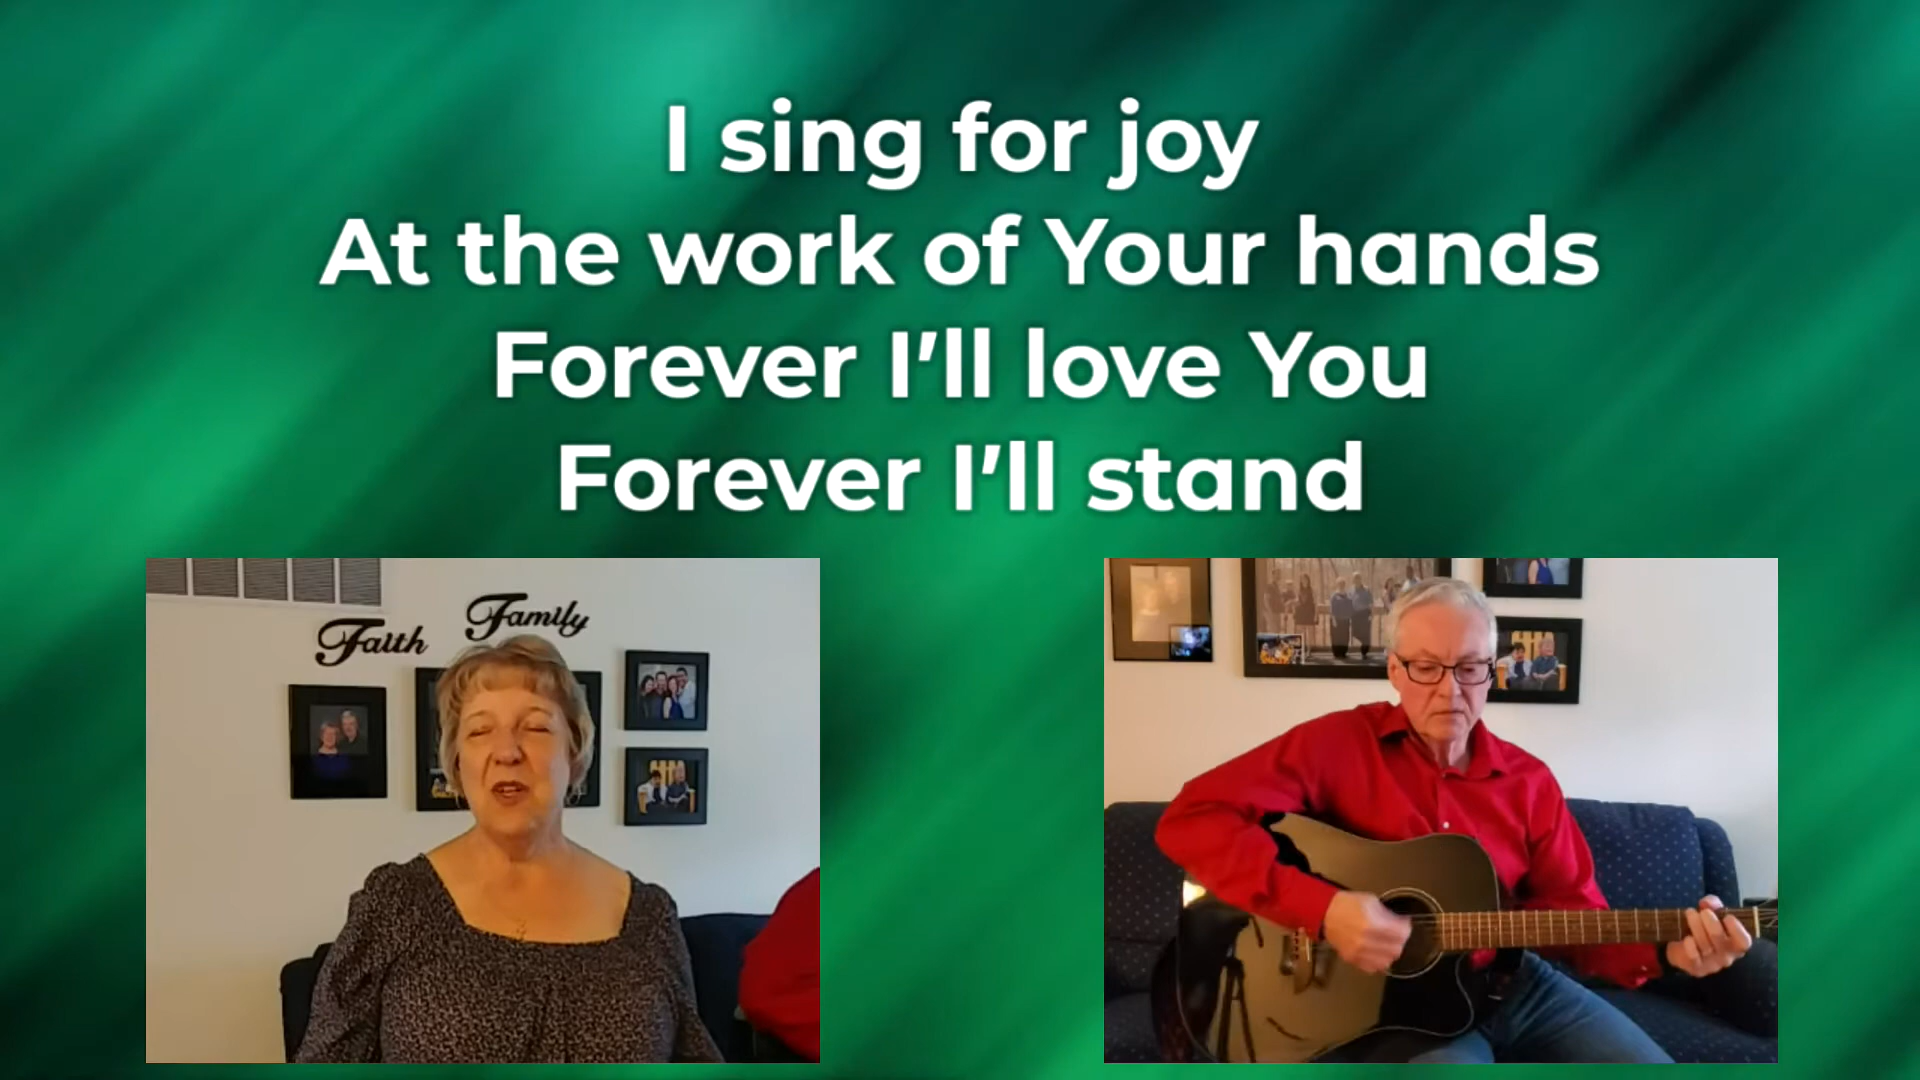 I sing for joy
At the work of Your hands
Forever I'll love You
Forever I'll stand
Faith
Family